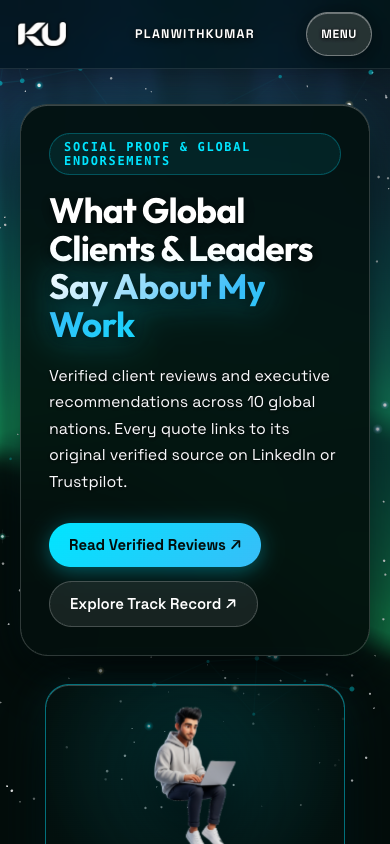 KU
PLANWITHKUMAR
MENU
SOCIAL PROOF & GLOBAL
ENDORSEMENTS
What Global
Clients & Leaders
Say About My
Work
Verified client reviews and executive
recommendations across 10 global
nations. Every quote links to its
original verified source on LinkedIn or
Trustpilot.
Read Verified Reviews ↗
Explore Track Record ↗